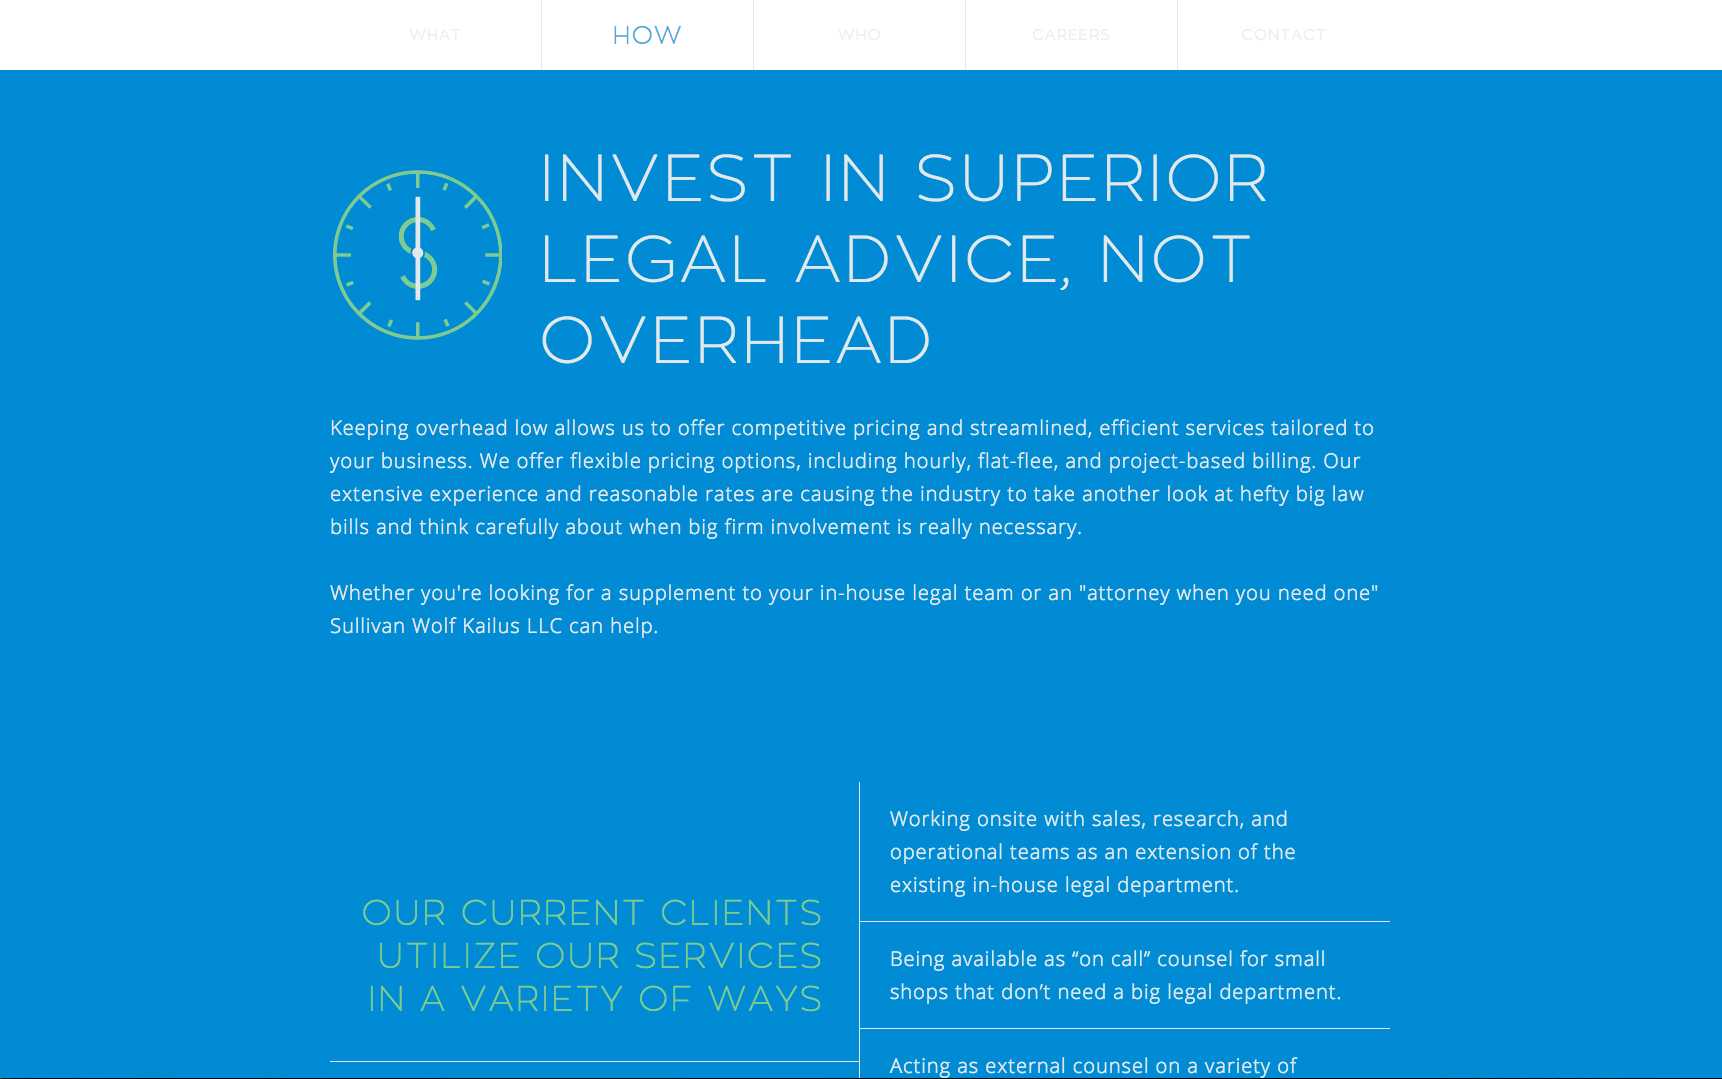 WHAT
HOW
WHO
CAREERS
CONTACT
INVEST IN SUPERIOR
LEGAL ADVICE, NOT
OVERHEAD
Keeping overhead low allows us to offer competitive pricing and streamlined, efficient services tailored to
your business. We offer flexible pricing options, including hourly, flat-flee, and project-based billing. Our
extensive experience and reasonable rates are causing the industry to take another look at hefty big law
bills and think carefully about when big firm involvement is really necessary.
Whether you're looking for a supplement to your in-house legal team or an "attorney when you need one"
Sullivan Wolf Kailus LLC can help.
OUR CURRENT CLIENTS
UTILIZE OUR SERVICES
IN A VARIETY OF WAYS
Working onsite with sales, research, and
operational teams as an extension of the
existing in-house legal department.
Being available as “on call” counsel for small
shops that don’t need a big legal department.
Acting as external counsel on a variety of